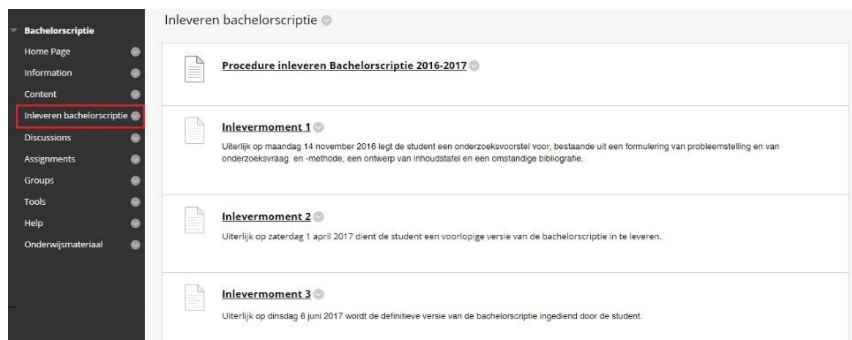 Bachelorscriptie
Home Page
Information
Content
Inleveren bachelorscriptie
Discussions
Assignments
Groups
Tools
Help
Onderwijsmateriaal
Inleveren bachelorscriptie
Procedure inleveren Bachelorscriptie 2016-2017
Inlevermoment 1
Uiterlijk op maandag 14 november 2016 legt de student een onderzoeksvoorstel voor, bestaande uit een formulering van probleemstelling en van
onderzoeksvraag en -methode, een ontwerp van inhoudstafel en een omstandige bibliografie.
Inlevermoment 2
Uiterlijk op zaterdag 1 april 2017 dient de student een voorlopige versie van de bachelorscriptie in te leveren.
Inlevermoment 3
Uiterlijk op dinsdag 6 juni 2017 wordt de definitieve versie van de bachelorscriptie ingediend door de student.